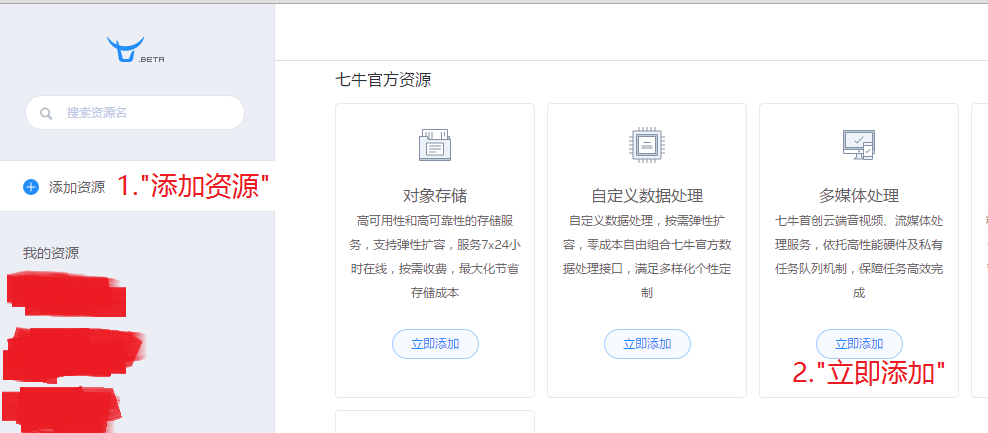 .BETA
搜索资源名
添加资源
1."添加资源"
我的资源
七牛官方资源
对象存储
高可用性和高可靠性的存储服
务，支持弹性扩容，服务7x24小
时在线，按需收费，最大化节省
存储成本
立即添加
自定义数据处理
自定义数据处理，按需弹性扩
容，零成本自由组合七牛官方数
据处理接口，满足多样化个性定
制
立即添加
多媒体处理
七牛首创云端音视频、流媒体处
理服务，依托高性能硬件及私有
任务队列机制，保障任务高效完
成
立即添加
2."立即添加"